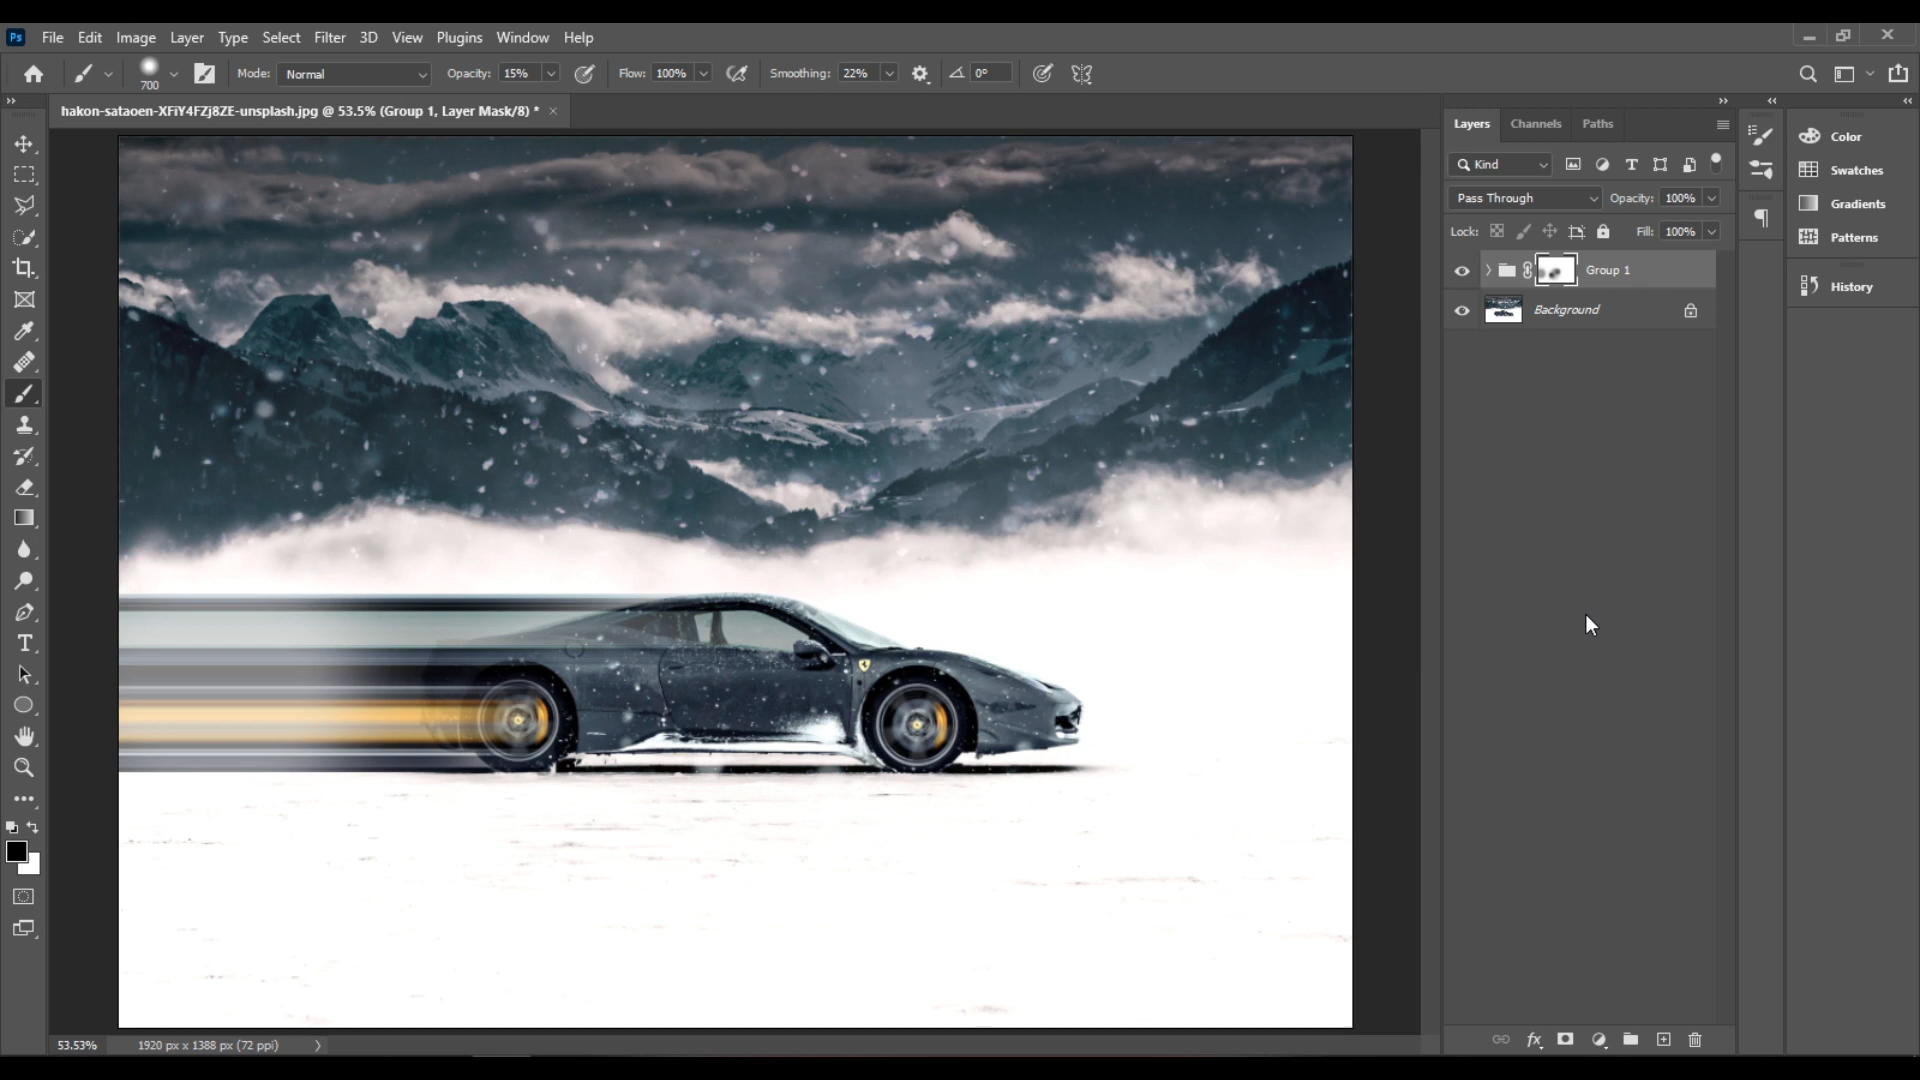 Ps File Edit Image Layer Type Select Filter 3D View Plugins Window Help
700 Mode: Normal Opacity: 15% Flow: 100% Smoothing: 22% 0°
hakon-sataoen-XFiY4FZj8ZE-unsplash.jpg @ 53.5% (Group 1, Layer Mask/8) *
Layers Channels Paths
Kind
Pass Through Opacity: 100%
Lock: Fill: 100%
Group 1
Background
Color
Swatches
Gradients
Patterns
History
53.53% 1920 px x 1388 px (72 ppi)